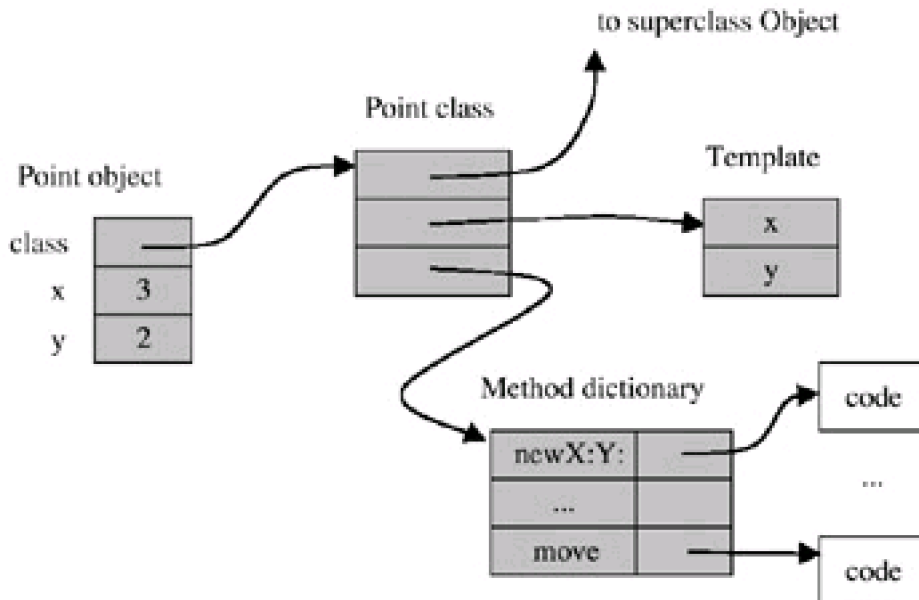 to superclass Object
Point class
Template
Point object
class
x
3
y
2
x
y
Method dictionary
newX:Y:
...
move
code
...
code